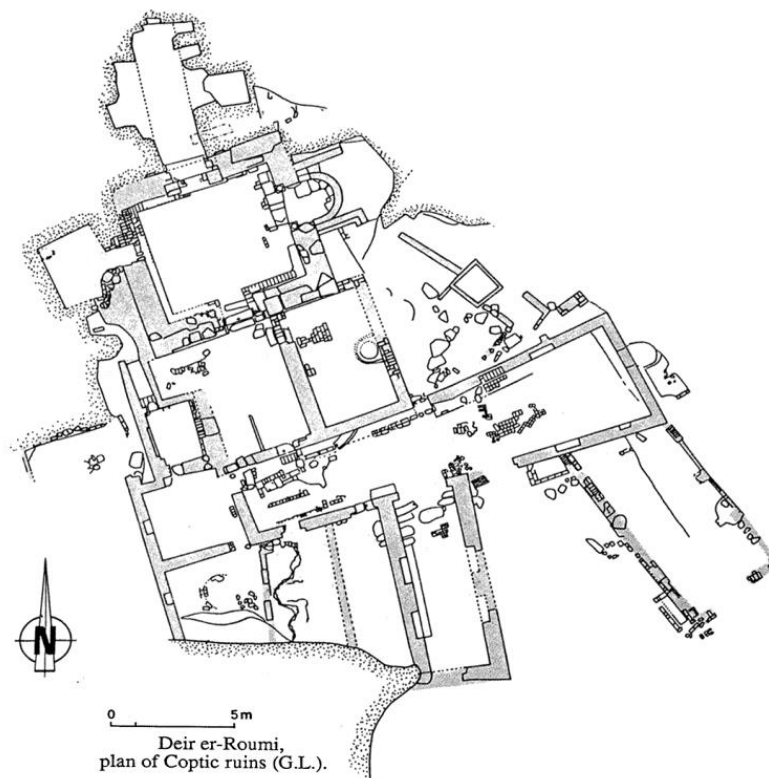 N
0 5m
Deir er-Roumi,
plan of Coptic ruins (G.L.).